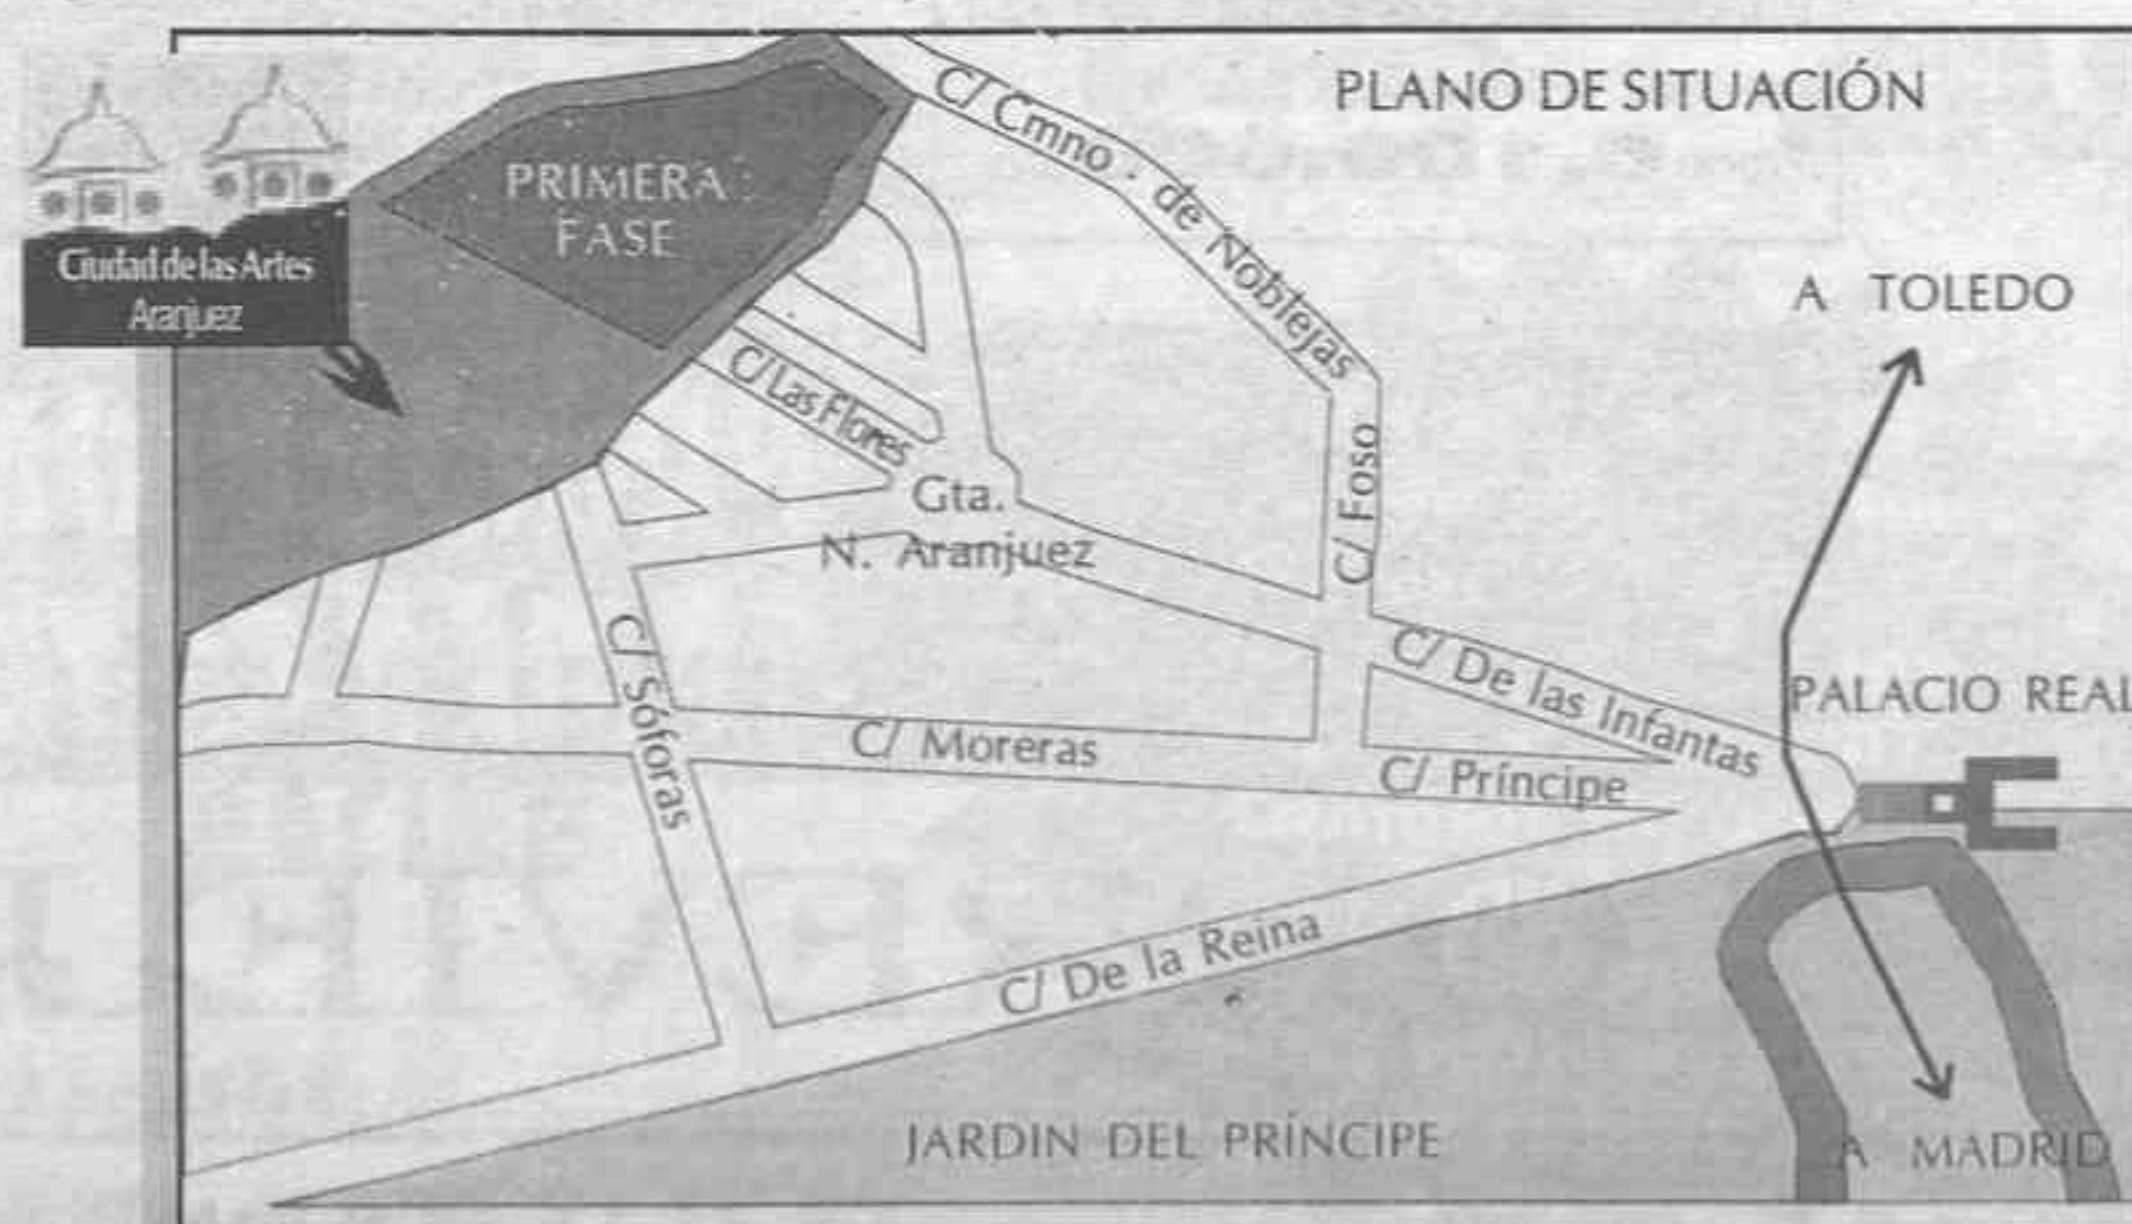 PLANO DE SITUACIÓN
C/ Cmno. de Noblejas
PRIMERA
FASE
Ciudad de las Artes
Aranjuez
A TOLEDO
C/ Las Flores
Gta.
N. Aranjuez
C/ Foso
C/ Sóforas
C/ De las Infantas
PALACIO REAL
C/ Moreras
C/ Príncipe
C/ De la Reina
JARDIN DEL PRÍNCIPE
A MADRID